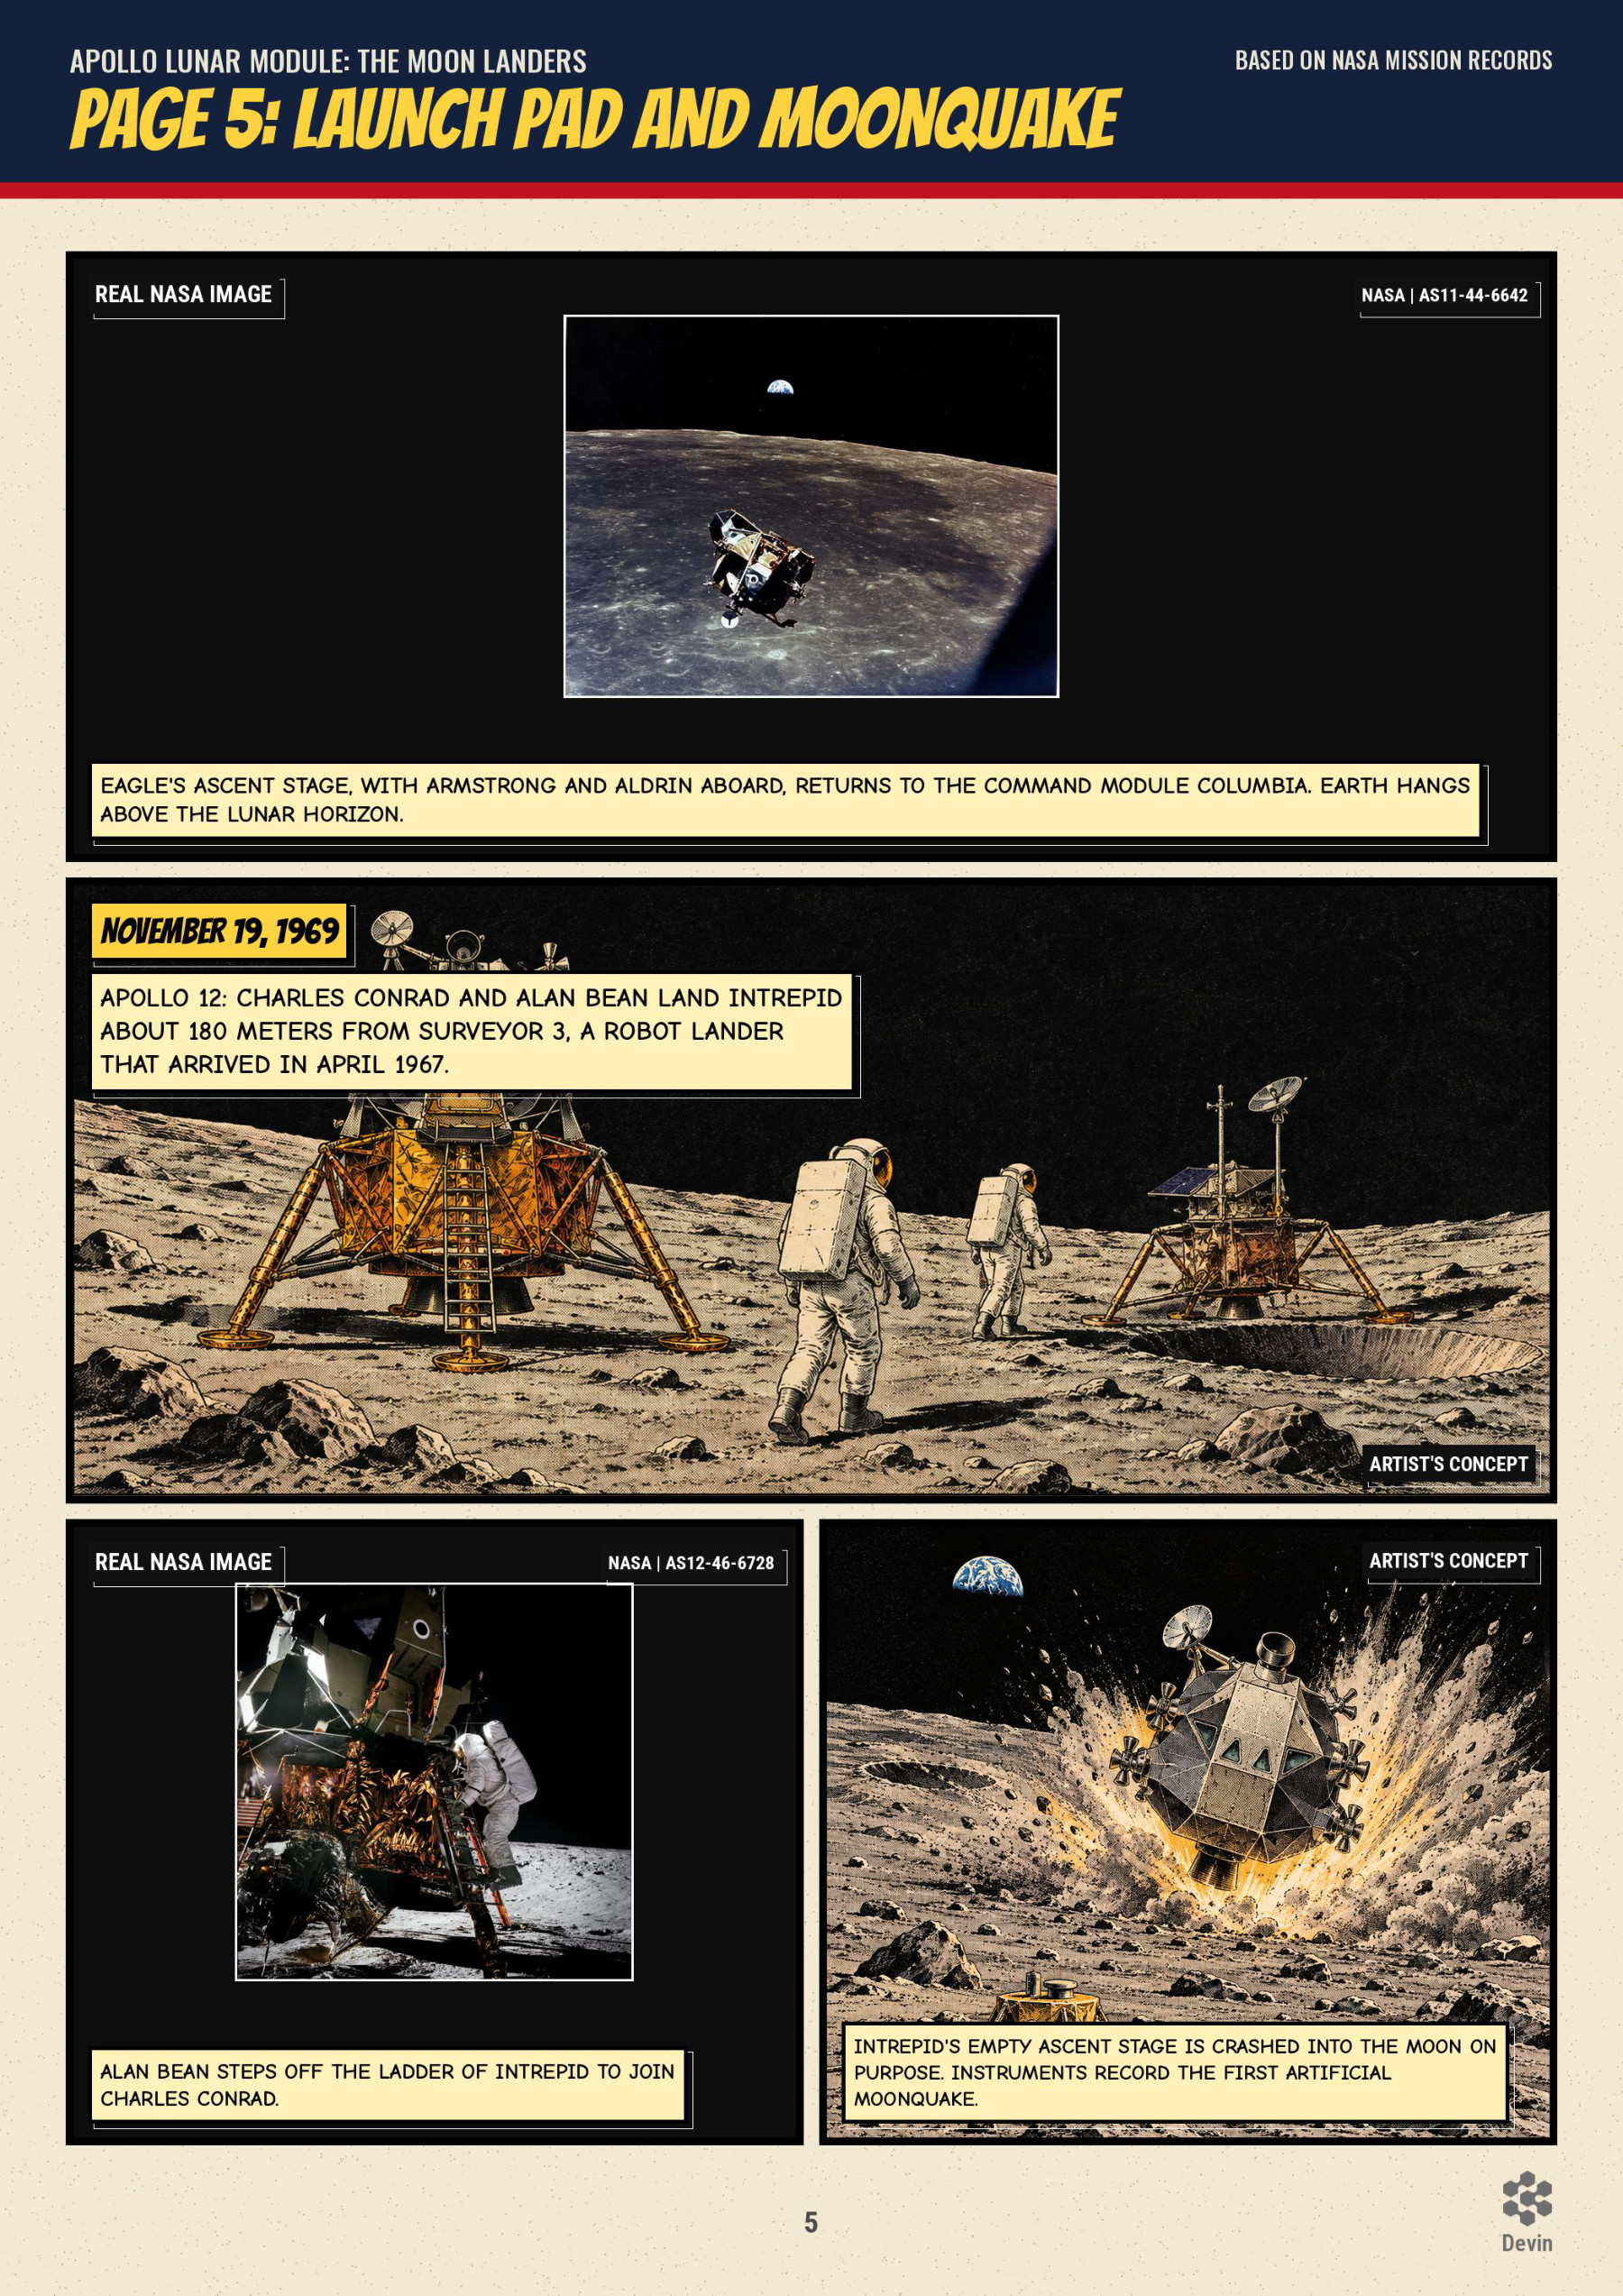 APOLLO LUNAR MODULE: THE MOON LANDERS
BASED ON NASA MISSION RECORDS
PAGE 5: LAUNCH PAD AND MOONQUAKE
REAL NASA IMAGE
NASA | AS11-44-6642
EAGLE'S ASCENT STAGE, WITH ARMSTRONG AND ALDRIN ABOARD, RETURNS TO THE COMMAND MODULE COLUMBIA. EARTH HANGS
ABOVE THE LUNAR HORIZON.
NOVEMBER 19, 1969
APOLLO 12: CHARLES CONRAD AND ALAN BEAN LAND INTREPID
ABOUT 180 METERS FROM SURVEYOR 3, A ROBOT LANDER
THAT ARRIVED IN APRIL 1967.
ARTIST'S CONCEPT
REAL NASA IMAGE
NASA | AS12-46-6728
ALAN BEAN STEPS OFF THE LADDER OF INTREPID TO JOIN
CHARLES CONRAD.
ARTIST'S CONCEPT
INTREPID'S EMPTY ASCENT STAGE IS CRASHED INTO THE MOON ON
PURPOSE. INSTRUMENTS RECORD THE FIRST ARTIFICIAL
MOONQUAKE.
5
Devin